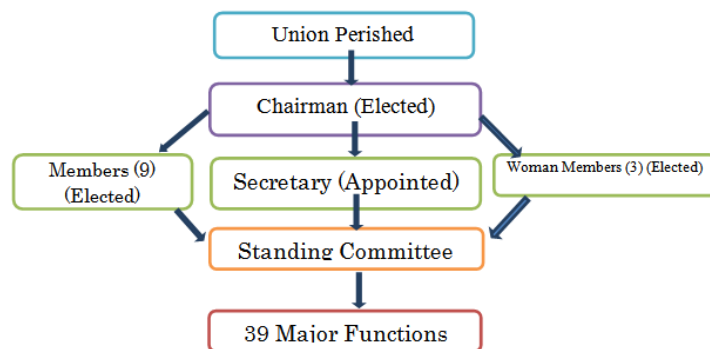 Union Perished
Chairman (Elected)
Members (9)
(Elected)
Secretary (Appointed)
Woman Members (3) (Elected)
Standing Committee
39 Major Functions